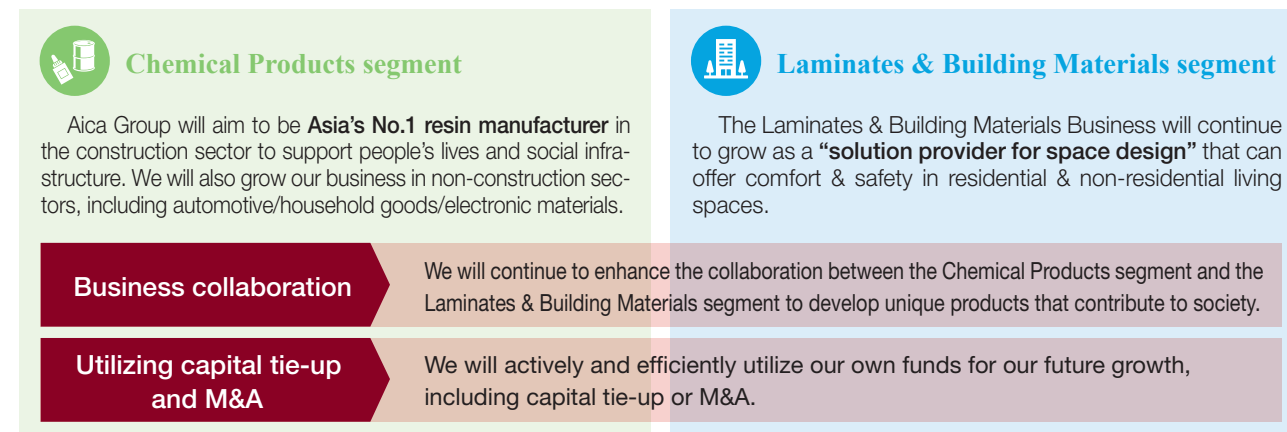 Chemical Products segment
Aica Group will aim to be Asia's No.1 resin manufacturer in
the construction sector to support people's lives and social infra-
structure. We will also grow our business in non-construction sec-
tors, including automotive/household goods/electronic materials.
Laminates & Building Materials segment
The Laminates & Building Materials Business will continue
to grow as a “solution provider for space design” that can
offer comfort & safety in residential & non-residential living
spaces.
Business collaboration
We will continue to enhance the collaboration between the Chemical Products segment and the
Laminates & Building Materials segment to develop unique products that contribute to society.
Utilizing capital tie-up
and M&A
We will actively and efficiently utilize our own funds for our future growth,
including capital tie-up or M&A.